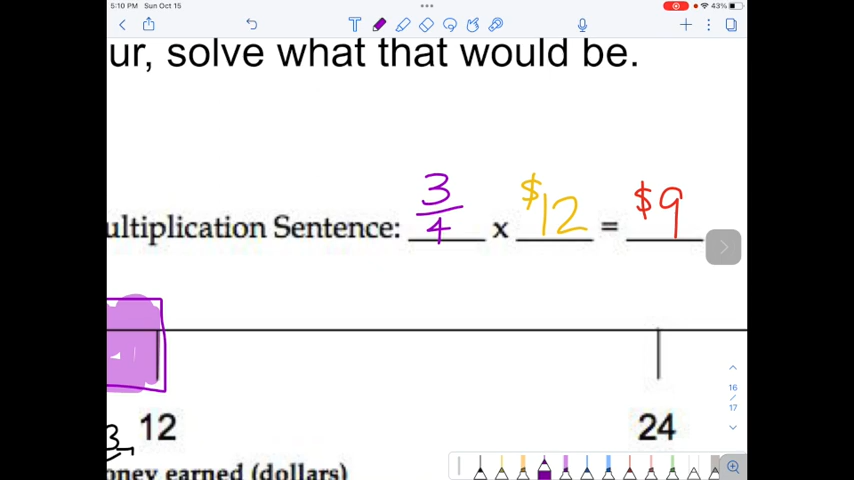 5:10 PM Sun Oct 15
43%
ur, solve what that would be.
ultiplication Sentence: 3/4 x $12 = $9
12 24
3
oney earned (dollars)
16
/
17